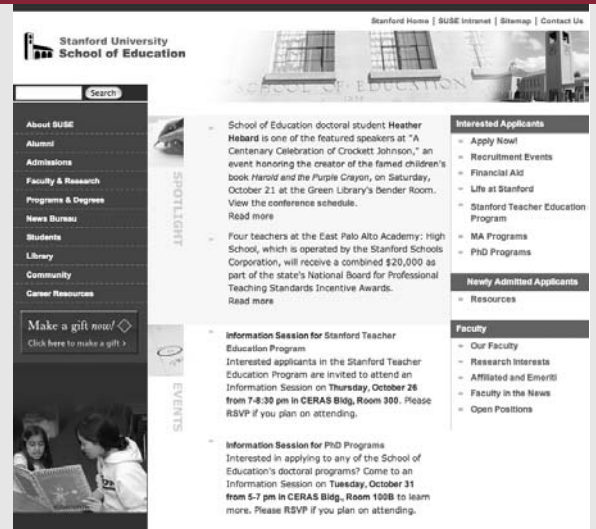 Stanford Home | SUSE Intranet | Sitemap | Contact Us
Stanford University
School of Education
SCHOOL OF EDUCATION
Search
About SUSE
Alumni
Admissions
Faculty & Research
Programs & Degrees
News Bureau
Students
Library
Community
Career Resources
Make a gift now!
Click here to make a gift ›
SPOTLIGHT
School of Education doctoral student Heather
Hebard is one of the featured speakers at "A
Centenary Celebration of Crockett Johnson," an
event honoring the creator of the famed children's
book Harold and the Purple Crayon, on Saturday,
October 21 at the Green Library's Bender Room.
View the conference schedule.
Read more
Four teachers at the East Palo Alto Academy: High
School, which is operated by the Stanford Schools
Corporation, will receive a combined $20,000 as
part of the state's National Board for Professional
Teaching Standards Incentive Awards.
Read more
EVENTS
Information Session for Stanford Teacher
Education Program
Interested applicants in the Stanford Teacher
Education Program are invited to attend an
Information Session on Thursday, October 26
from 7-8:30 pm in CERAS Bldg, Room 300. Please
RSVP if you plan on attending.
Information Session for PhD Programs
Interested in applying to any of the School of
Education's doctoral programs? Come to an
Information Session on Tuesday, October 31
from 5-7 pm in CERAS Bldg., Room 100B to learn
more. Please RSVP if you plan on attending.
Interested Applicants
Apply Now!
Recruitment Events
Financial Aid
Life at Stanford
Stanford Teacher Education
Program
MA Programs
PhD Programs
Newly Admitted Applicants
Resources
Faculty
Our Faculty
Research Interests
Affiliated and Emeriti
Faculty in the News
Open Positions